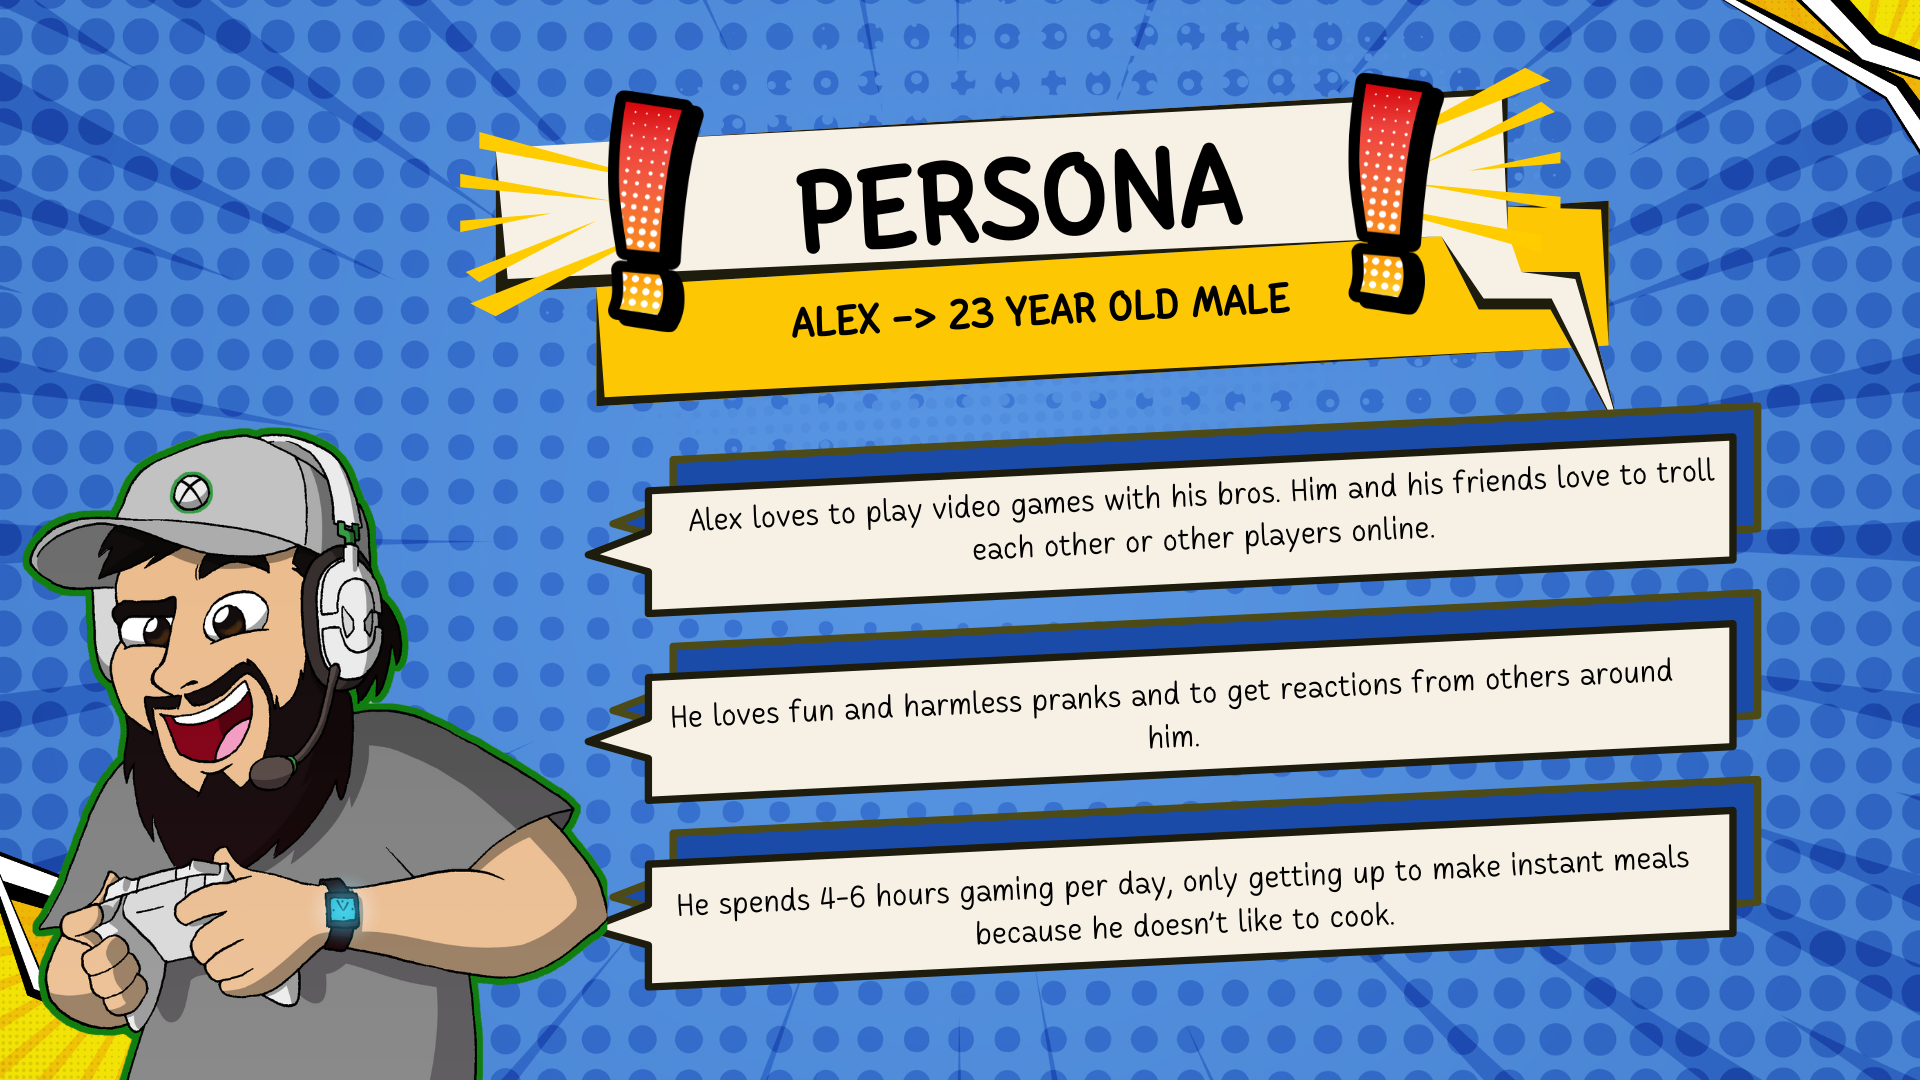 PERSONA
ALEX -> 23 YEAR OLD MALE
Alex loves to play video games with his bros. Him and his friends love to troll
each other or other players online.
He loves fun and harmless pranks and to get reactions from others around
him.
He spends 4-6 hours gaming per day, only getting up to make instant meals
because he doesn't like to cook.